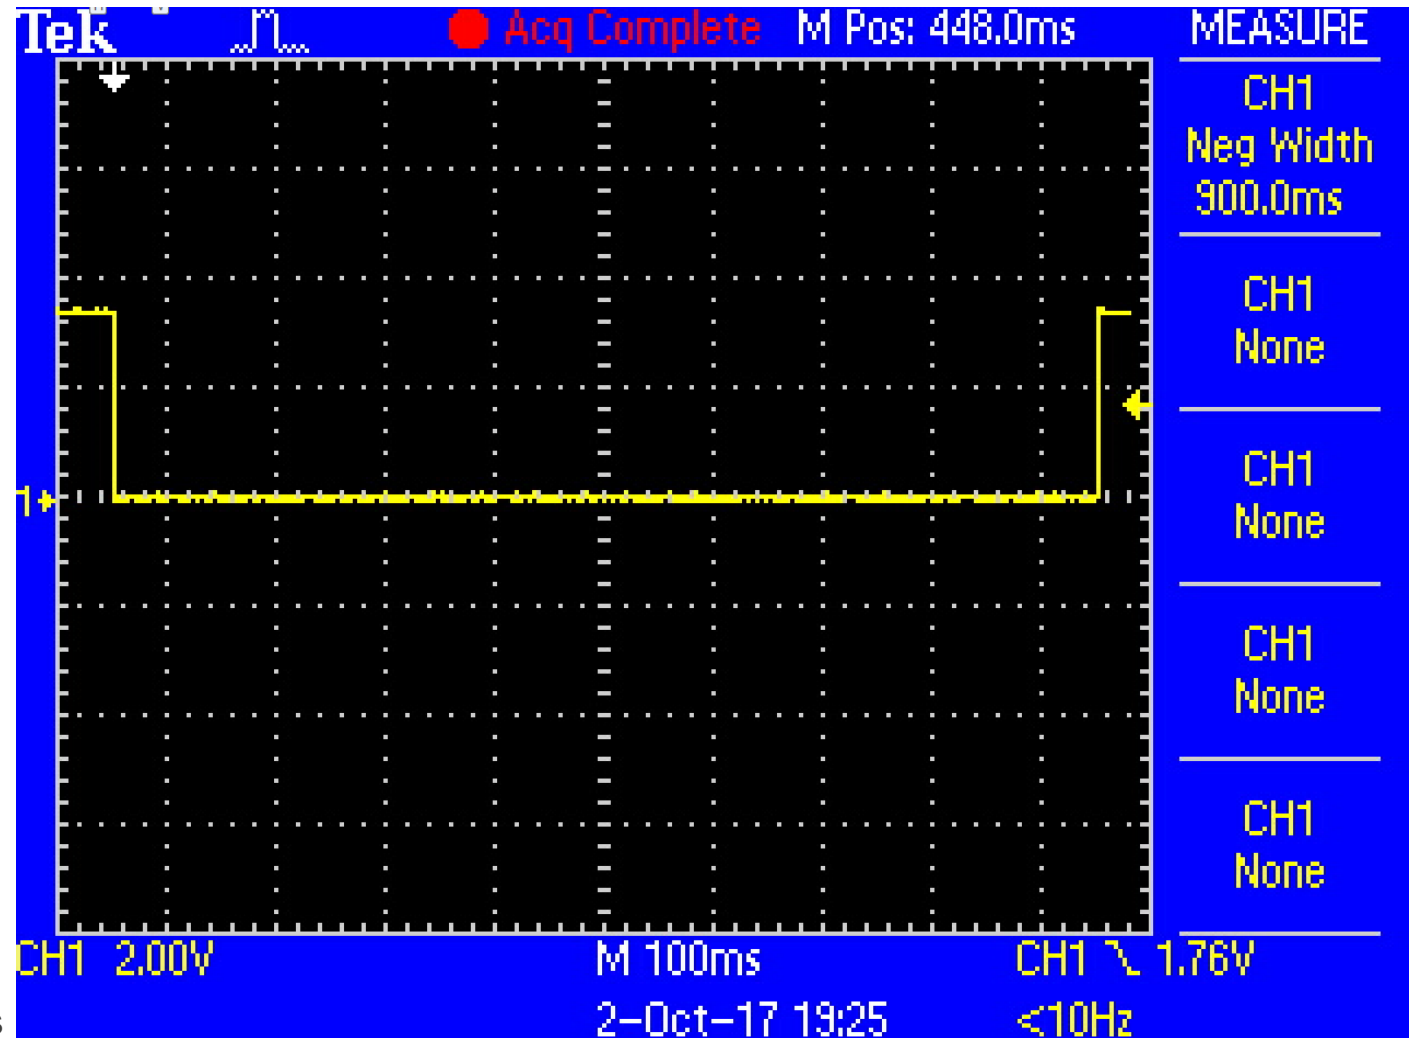 Tek Acq Complete M Pos: 448.0ms MEASURE
CH1
Neg Width
900.0ms
CH1
None
CH1
None
CH1
None
CH1
None
1
CH1 2.00V M 100ms CH1 1.76V
2-Oct-17 19:25 <10Hz
s